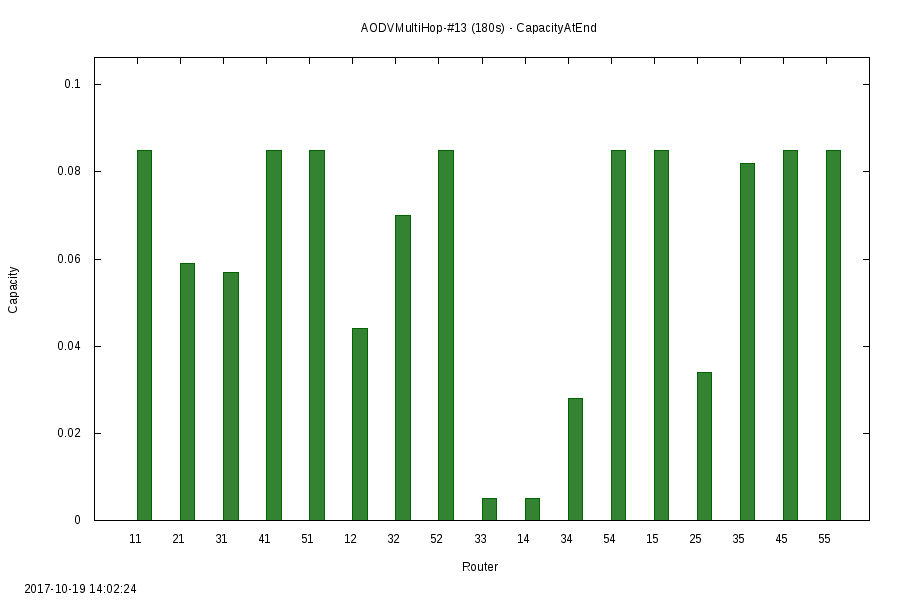 AODVMultiHop-#13 (180s) - CapacityAtEnd
0.1
0.08
0.06
0.04
0.02
0
Capacity
11 21 31 41 51 12 32 52 33 14 34 54 15 25 35 45 55
Router
2017-10-19 14:02:24